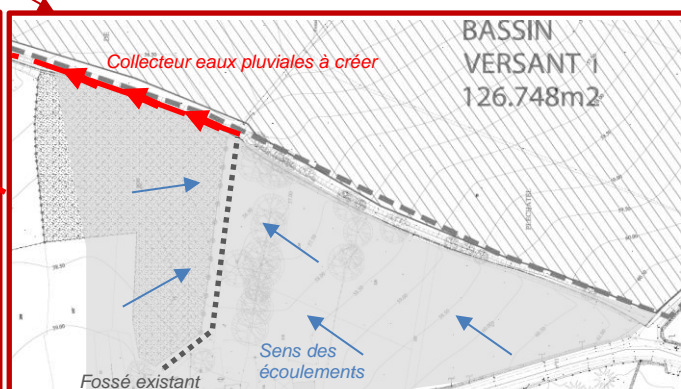 Collecteur eaux pluviales à créer
BASSIN
VERSANT 1
126.748m2
Sens des
écoulements
Fossé existant